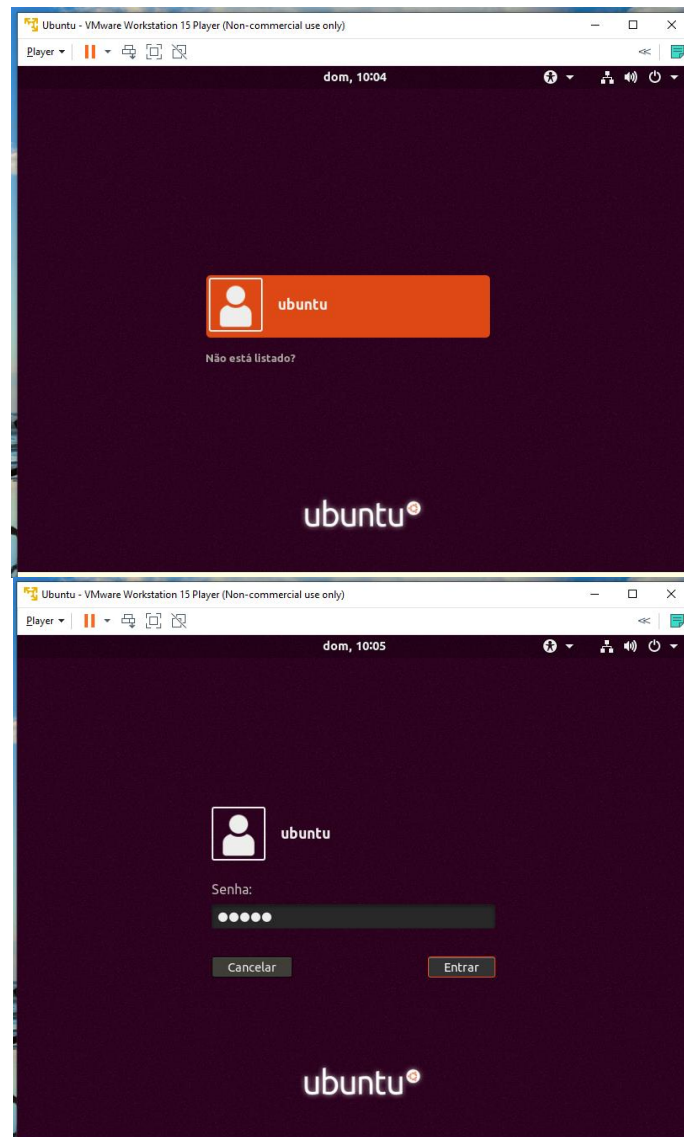 Ubuntu - VMware Workstation 15 Player (Non-commercial use only)
Player
dom, 10:04
ubuntu
Não está listado?
ubuntu
Ubuntu - VMware Workstation 15 Player (Non-commercial use only)
Player
dom, 10:05
ubuntu
Senha:
Cancelar Entrar
ubuntu